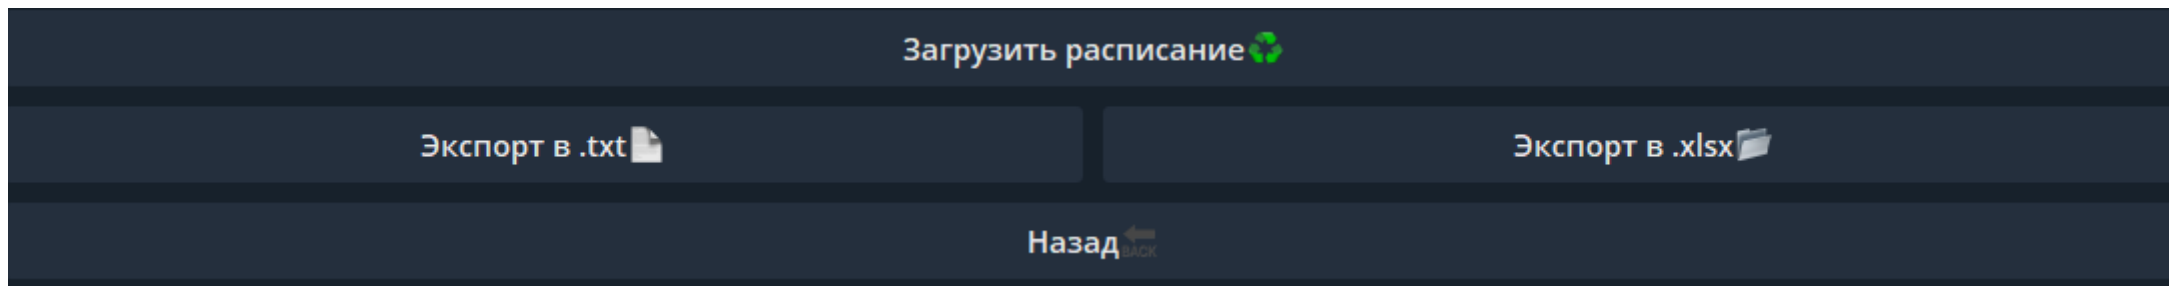 Загрузить расписание♻
Экспорт в .txt📄 Экспорт в .xlsx📂
Назад🔙